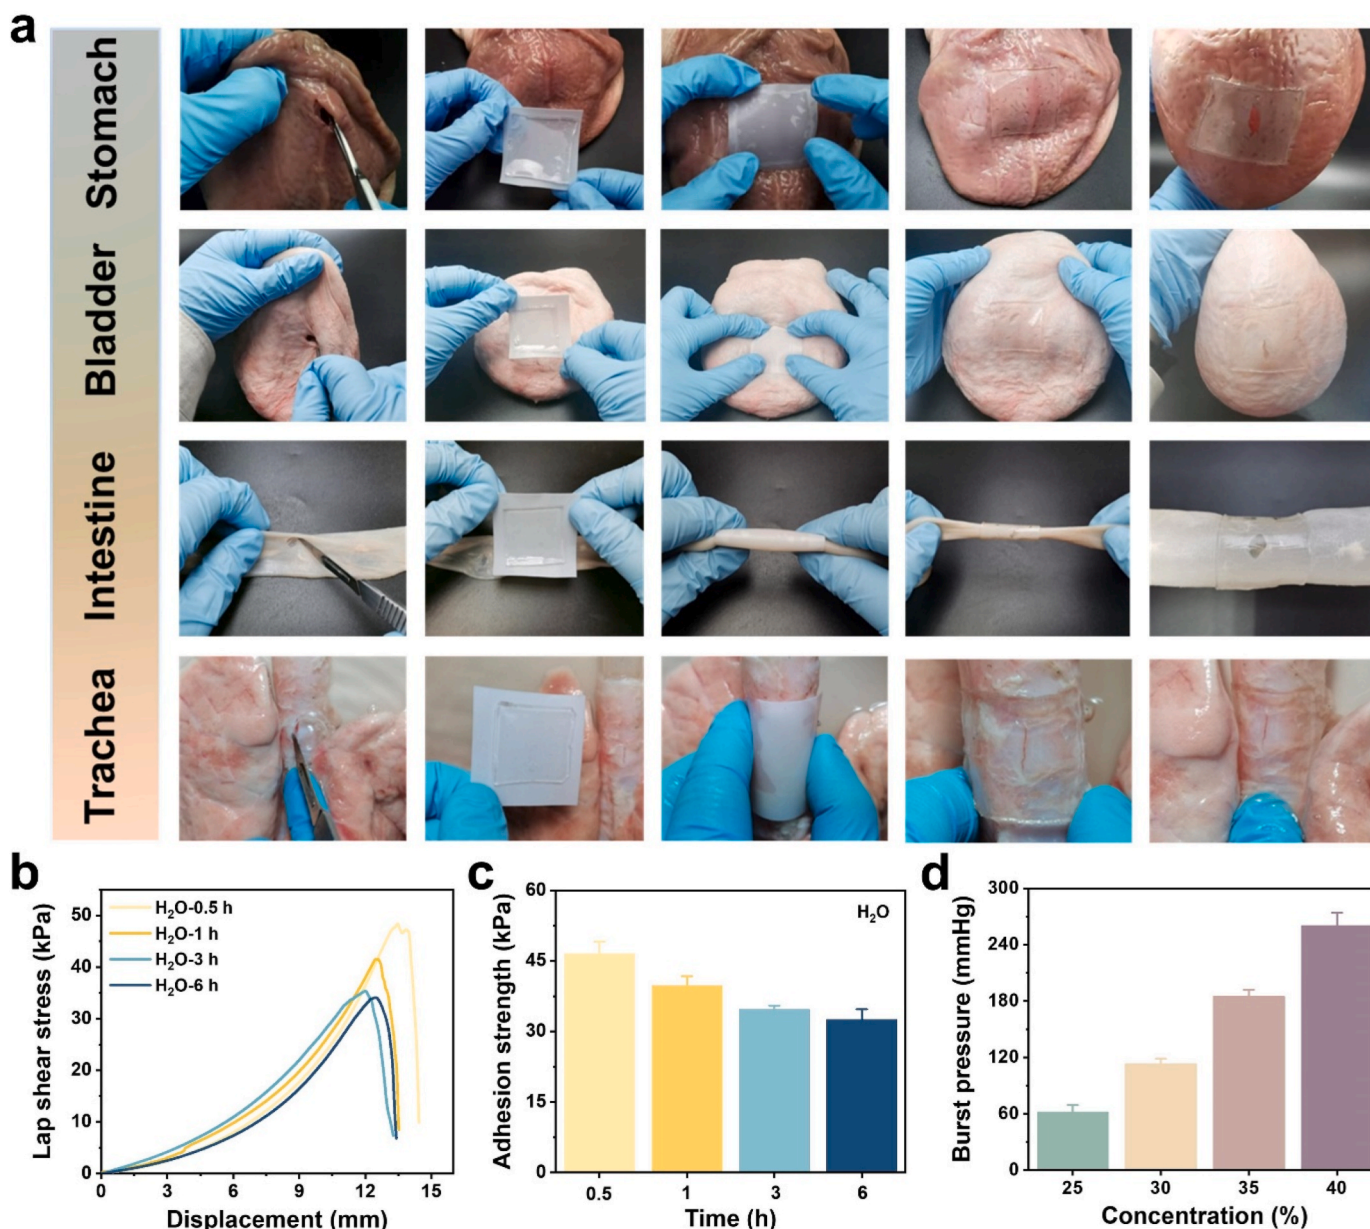 a
Stomach
Bladder
Intestine
Trachea
b
Lap shear stress (kPa)
50
40
30
20
10
0
H₂O-0.5 h
H₂O-1 h
H₂O-3 h
H₂O-6 h
0 3 6 9 12 15
Displacement (mm)
c
Adhesion strength (kPa)
60
45
30
15
0
H₂O
0.5 1 3 6
Time (h)
d
Burst pressure (mmHg)
300
240
180
120
60
0
25 30 35 40
Concentration (%)